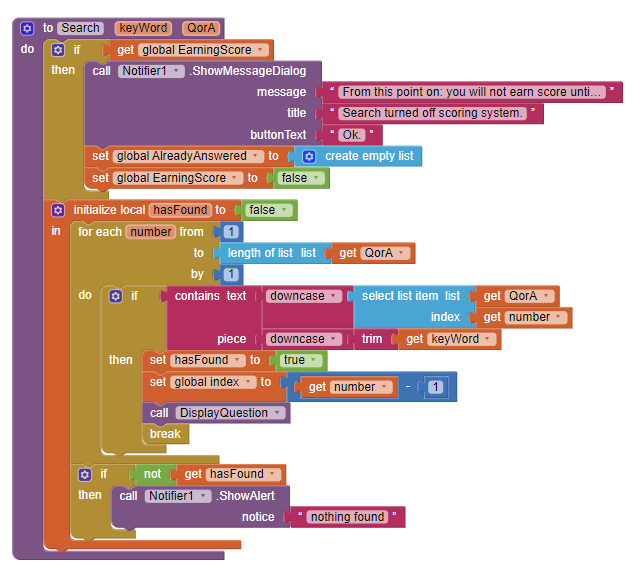 to Search keyWord QorA
do if get global EarningScore
then call Notifier1 .ShowMessageDialog
message " From this point on: you will not earn score unti... "
title " Search turned off scoring system. "
buttonText " Ok. "
set global AlreadyAnswered to create empty list
set global EarningScore to false
initialize local hasFound to false
in for each number from 1
to length of list list get QorA
by 1
do if contains text downcase select list item list get QorA
index get number
piece downcase trim get keyWord
then set hasFound to true
set global index to get number - 1
call DisplayQuestion
break
if not get hasFound
then call Notifier1 .ShowAlert
notice " nothing found "